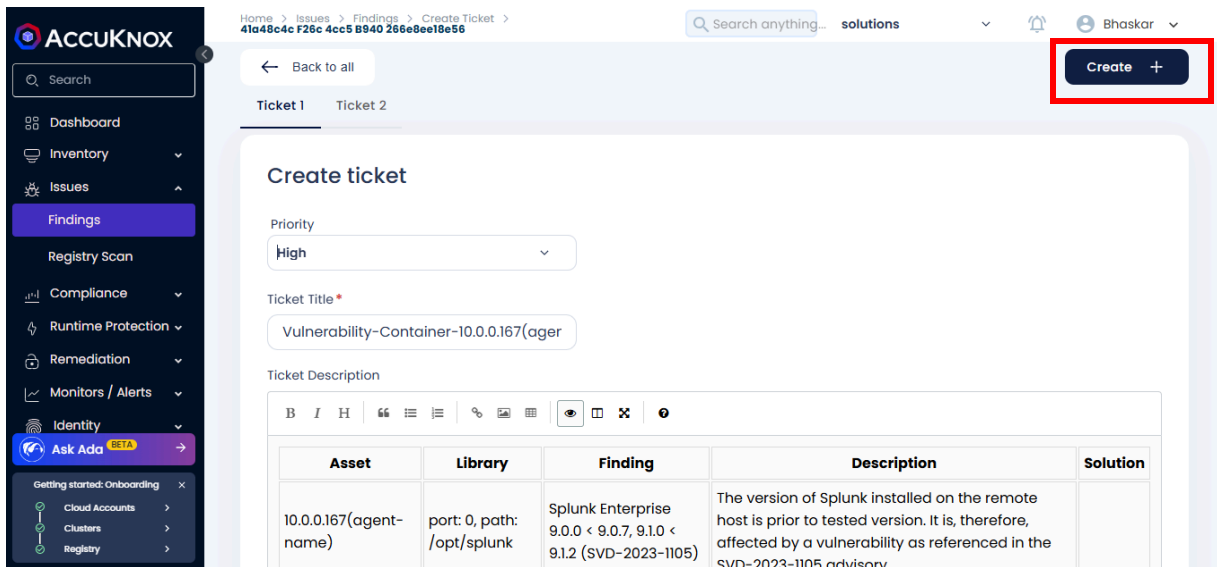 ACCUKNOX
Search
Dashboard
Inventory
Issues
Findings
Registry Scan
Compliance
Runtime Protection
Remediation
Monitors / Alerts
Identity
Ask Ada BETA
Getting started: Onboarding
Cloud Accounts
Clusters
Registry
Home > Issues > Findings > Create Ticket >
41a48c4c F26c 4cc5 B940 266e8ee18e56
Search anything...
solutions
Bhaskar
Back to all
Create +
Ticket 1
Ticket 2
Create ticket
Priority
High
Ticket Title *
Vulnerability-Container-10.0.0.167(ager
Ticket Description
B I H
Asset
Library
Finding
Description
Solution
10.0.0.167(agent-
name)
port: 0, path:
/opt/splunk
Splunk Enterprise
9.0.0 < 9.0.7, 9.1.0 <
9.1.2 (SVD-2023-1105)
The version of Splunk installed on the remote
host is prior to tested version. It is, therefore,
affected by a vulnerability as referenced in the
SVD-2023-1105 advisory